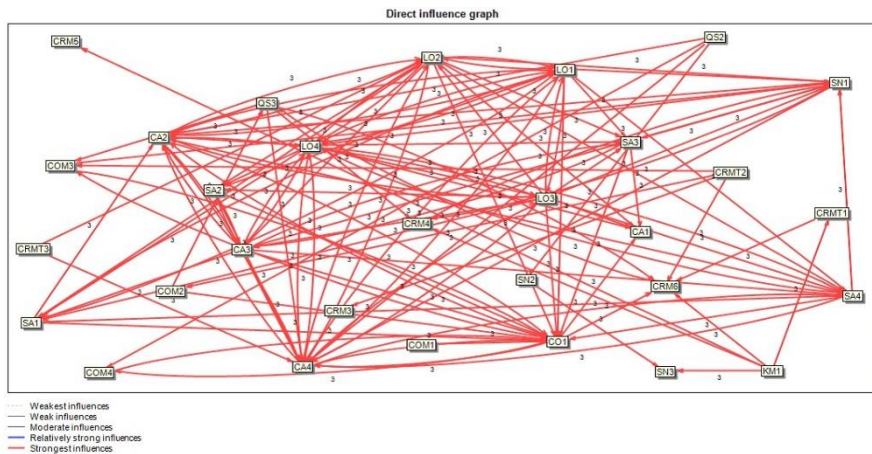 Direct influence graph
CRM5
LO2
QS2
LO1
SN1
QS3
CA2
LO4
SA3
COM3
CRMT2
SA2
LO3
CRMT1
CRM4
CA1
CRMT3
CA3
SN2
CRM6
COM2
SA4
SA1
CRM3
COM1
CO1
COM4
CA4
SN3
KM1
3
Weakest influences
Weak influences
Moderate influences
Relatively strong influences
Strongest influences